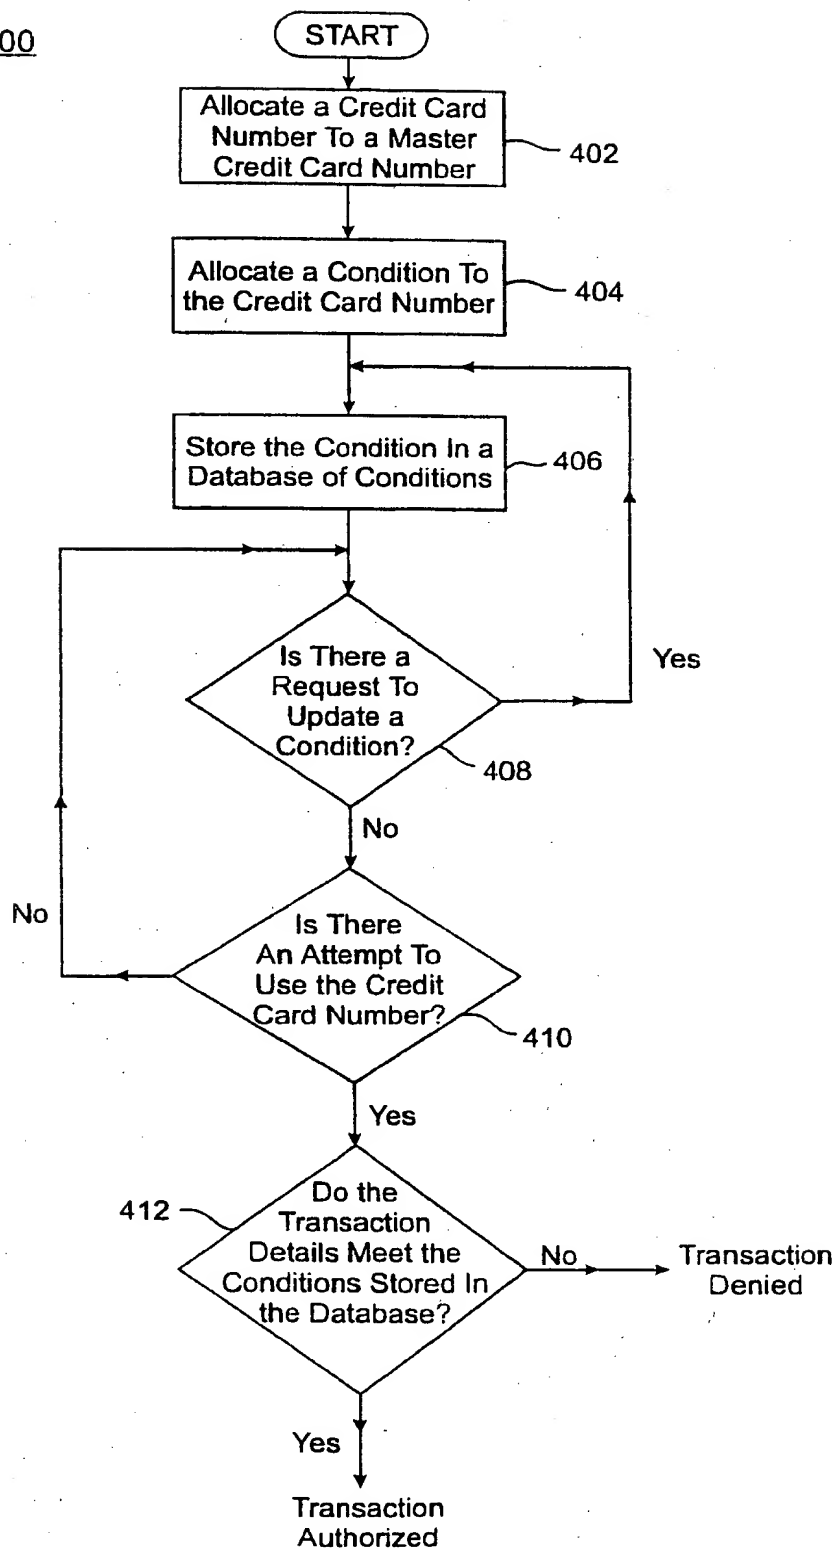 00
START
Allocate a Credit Card
Number To a Master
Credit Card Number
402
Allocate a Condition To
the Credit Card Number
404
Store the Condition In a
Database of Conditions
406
Is There a
Request To
Update a
Condition?
408
Yes
No
Is There
An Attempt To
Use the Credit
Card Number?
410
No
Yes
412
Do the
Transaction
Details Meet the
Conditions Stored In
the Database?
No
Transaction
Denied
Yes
Transaction
Authorized